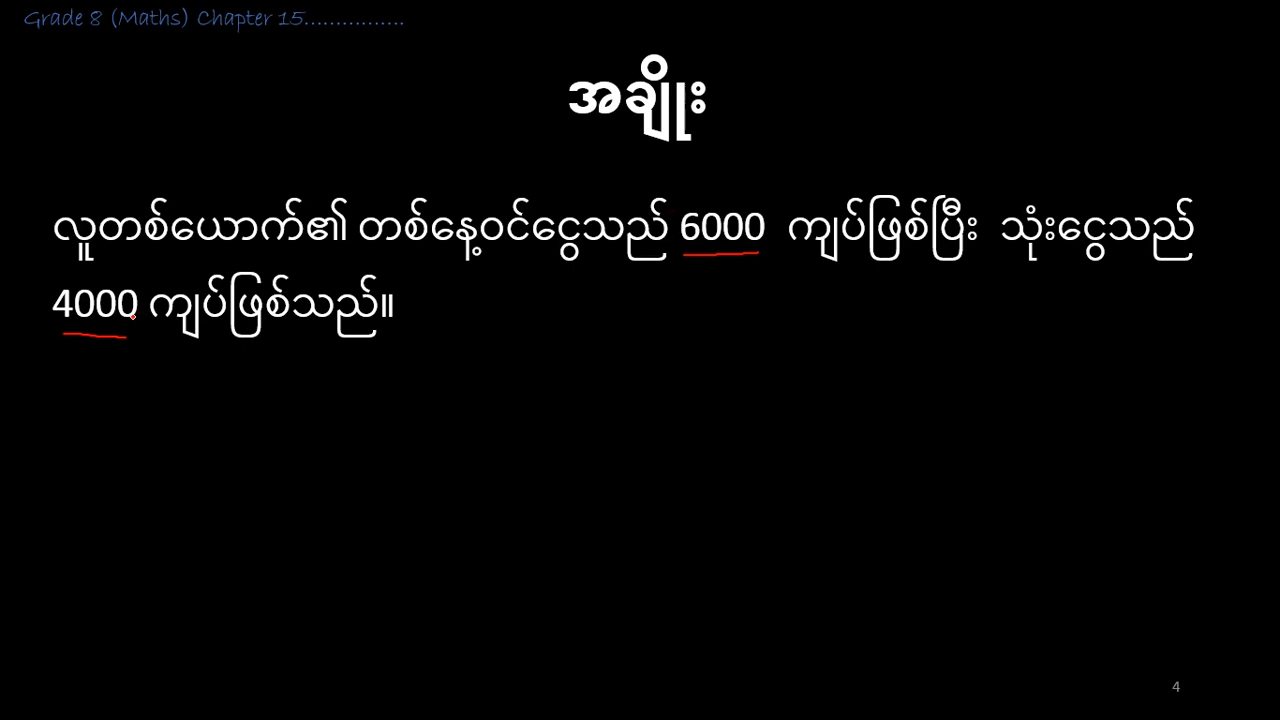 Grade 8 (Maths) Chapter 15................
အချိုး
လူတစ်ယောက်၏ တစ်နေ့ဝင်ငွေသည် 6000 ကျပ်ဖြစ်ပြီး သုံးငွေသည်
4000 ကျပ်ဖြစ်သည်။
4